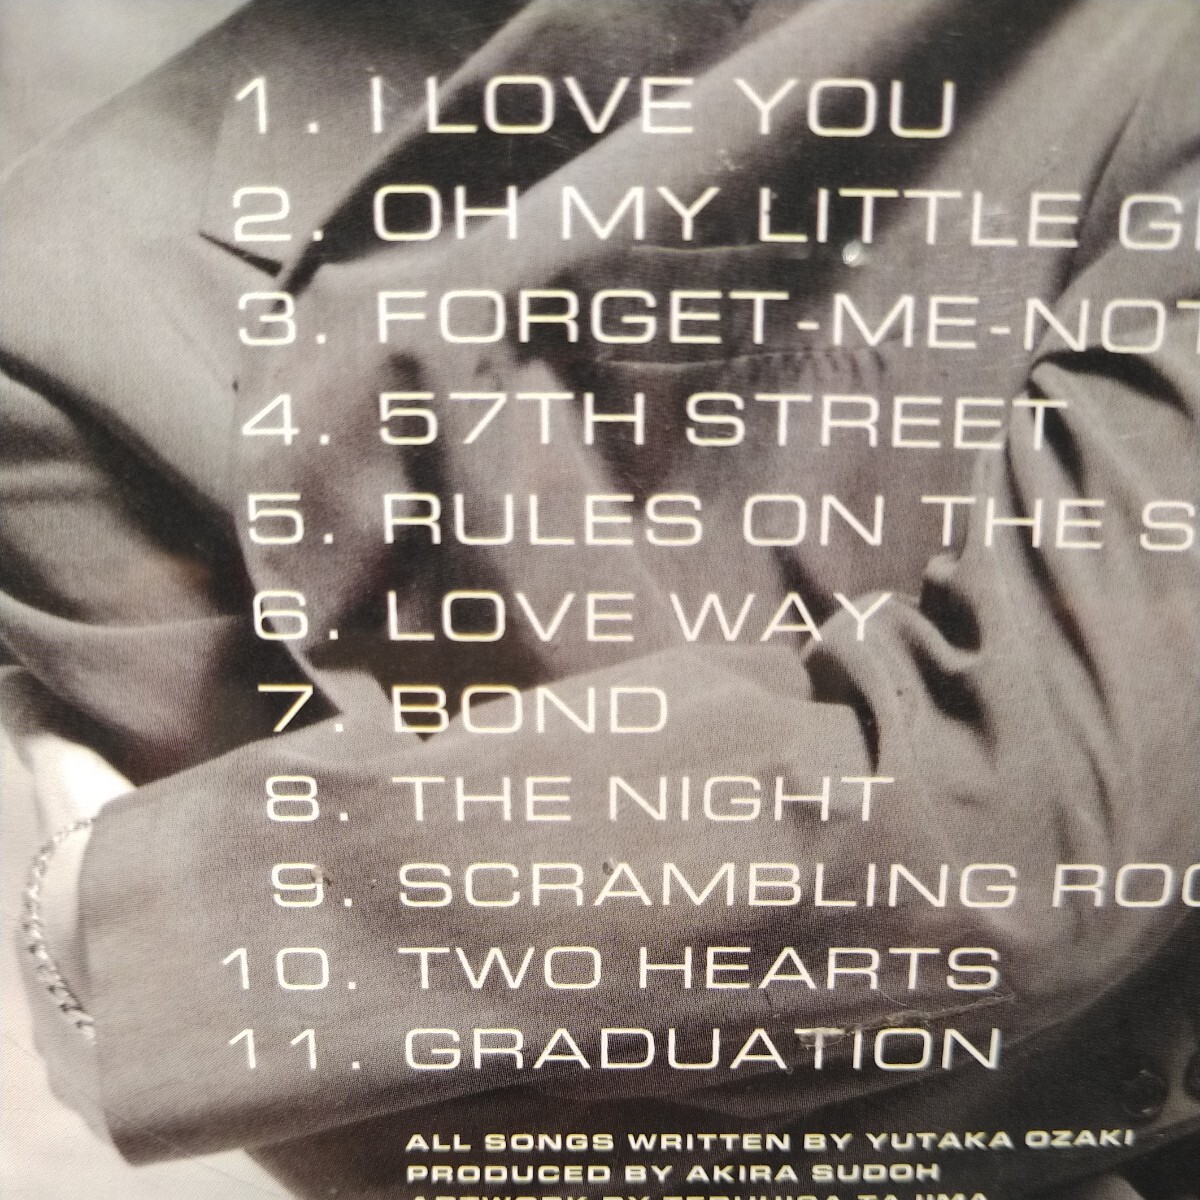 1. I LOVE YOU
2. OH MY LITTLE
3. FORGET-ME-NOT
4. 57TH STREET
5. RULES ON THE
6. LOVE WAY
7. BOND
8. THE NIGHT
9. SCRAMBLING
10. TWO HEARTS
11. GRADUATION
ALL SONGS WRITTEN BY YUTAKA OZAKI
PRODUCED BY AKIRA SUDOH